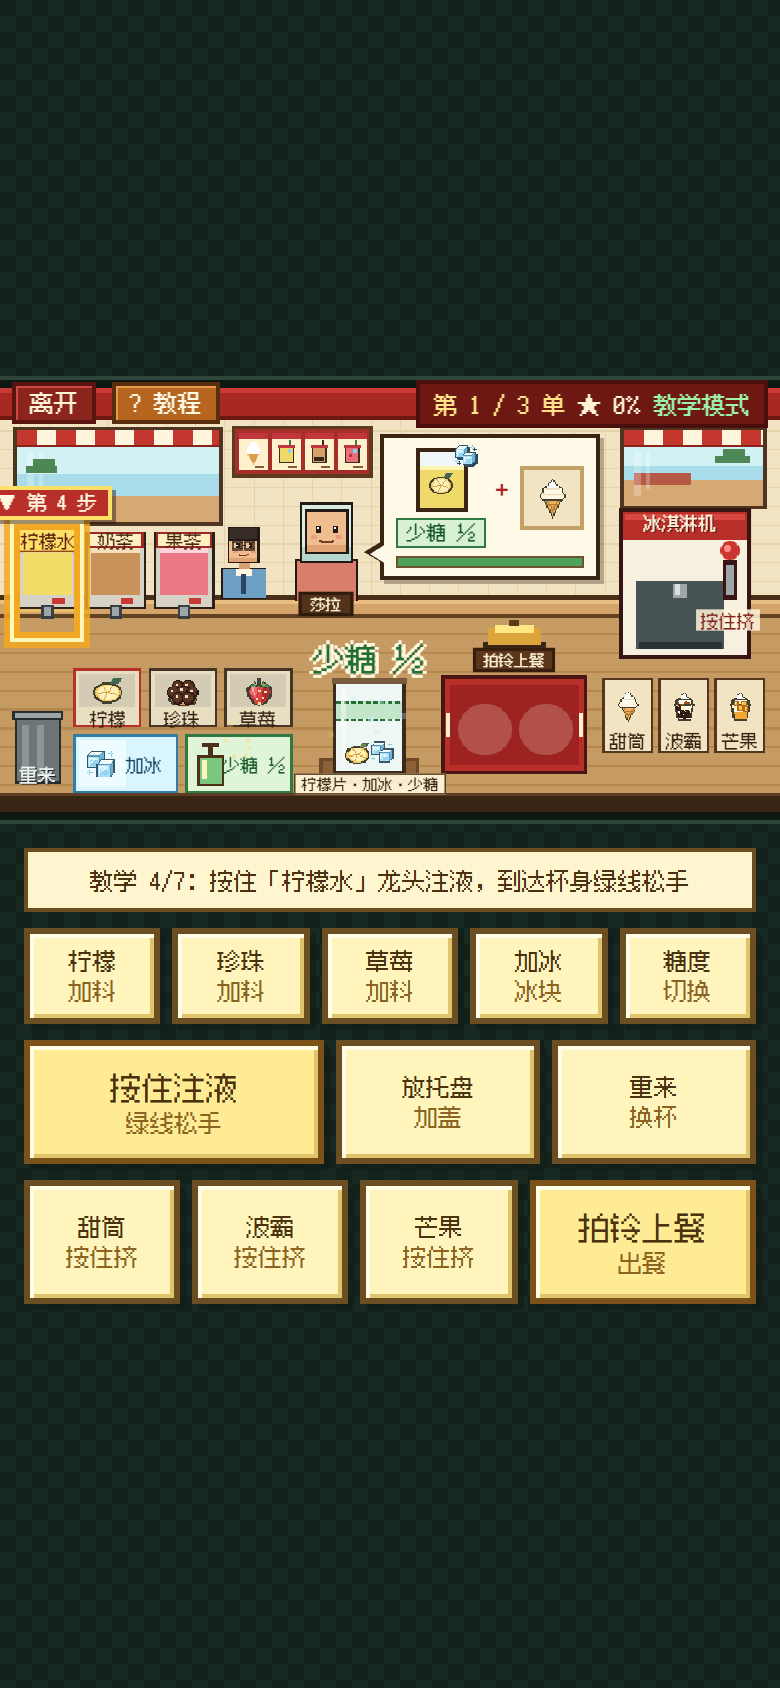 离开
? 教程
第 1 / 3 单 ★ 0% 教学模式
▼ 第 4 步
柠檬水
奶茶
果茶
莎拉
+
少糖 ½
冰淇淋机
按住挤
少糖 ½
拍铃上餐
柠檬
珍珠
草莓
甜筒
波霸
芒果
重来
加冰
少糖 ½
柠檬片·加冰·少糖
教学 4/7: 按住「柠檬水」龙头注液, 到达杯身绿线松手
柠檬
加料
珍珠
加料
草莓
加料
加冰
冰块
糖度
切换
按住注液
绿线松手
放托盘
加盖
重来
换杯
甜筒
按住挤
波霸
按住挤
芒果
按住挤
拍铃上餐
出餐